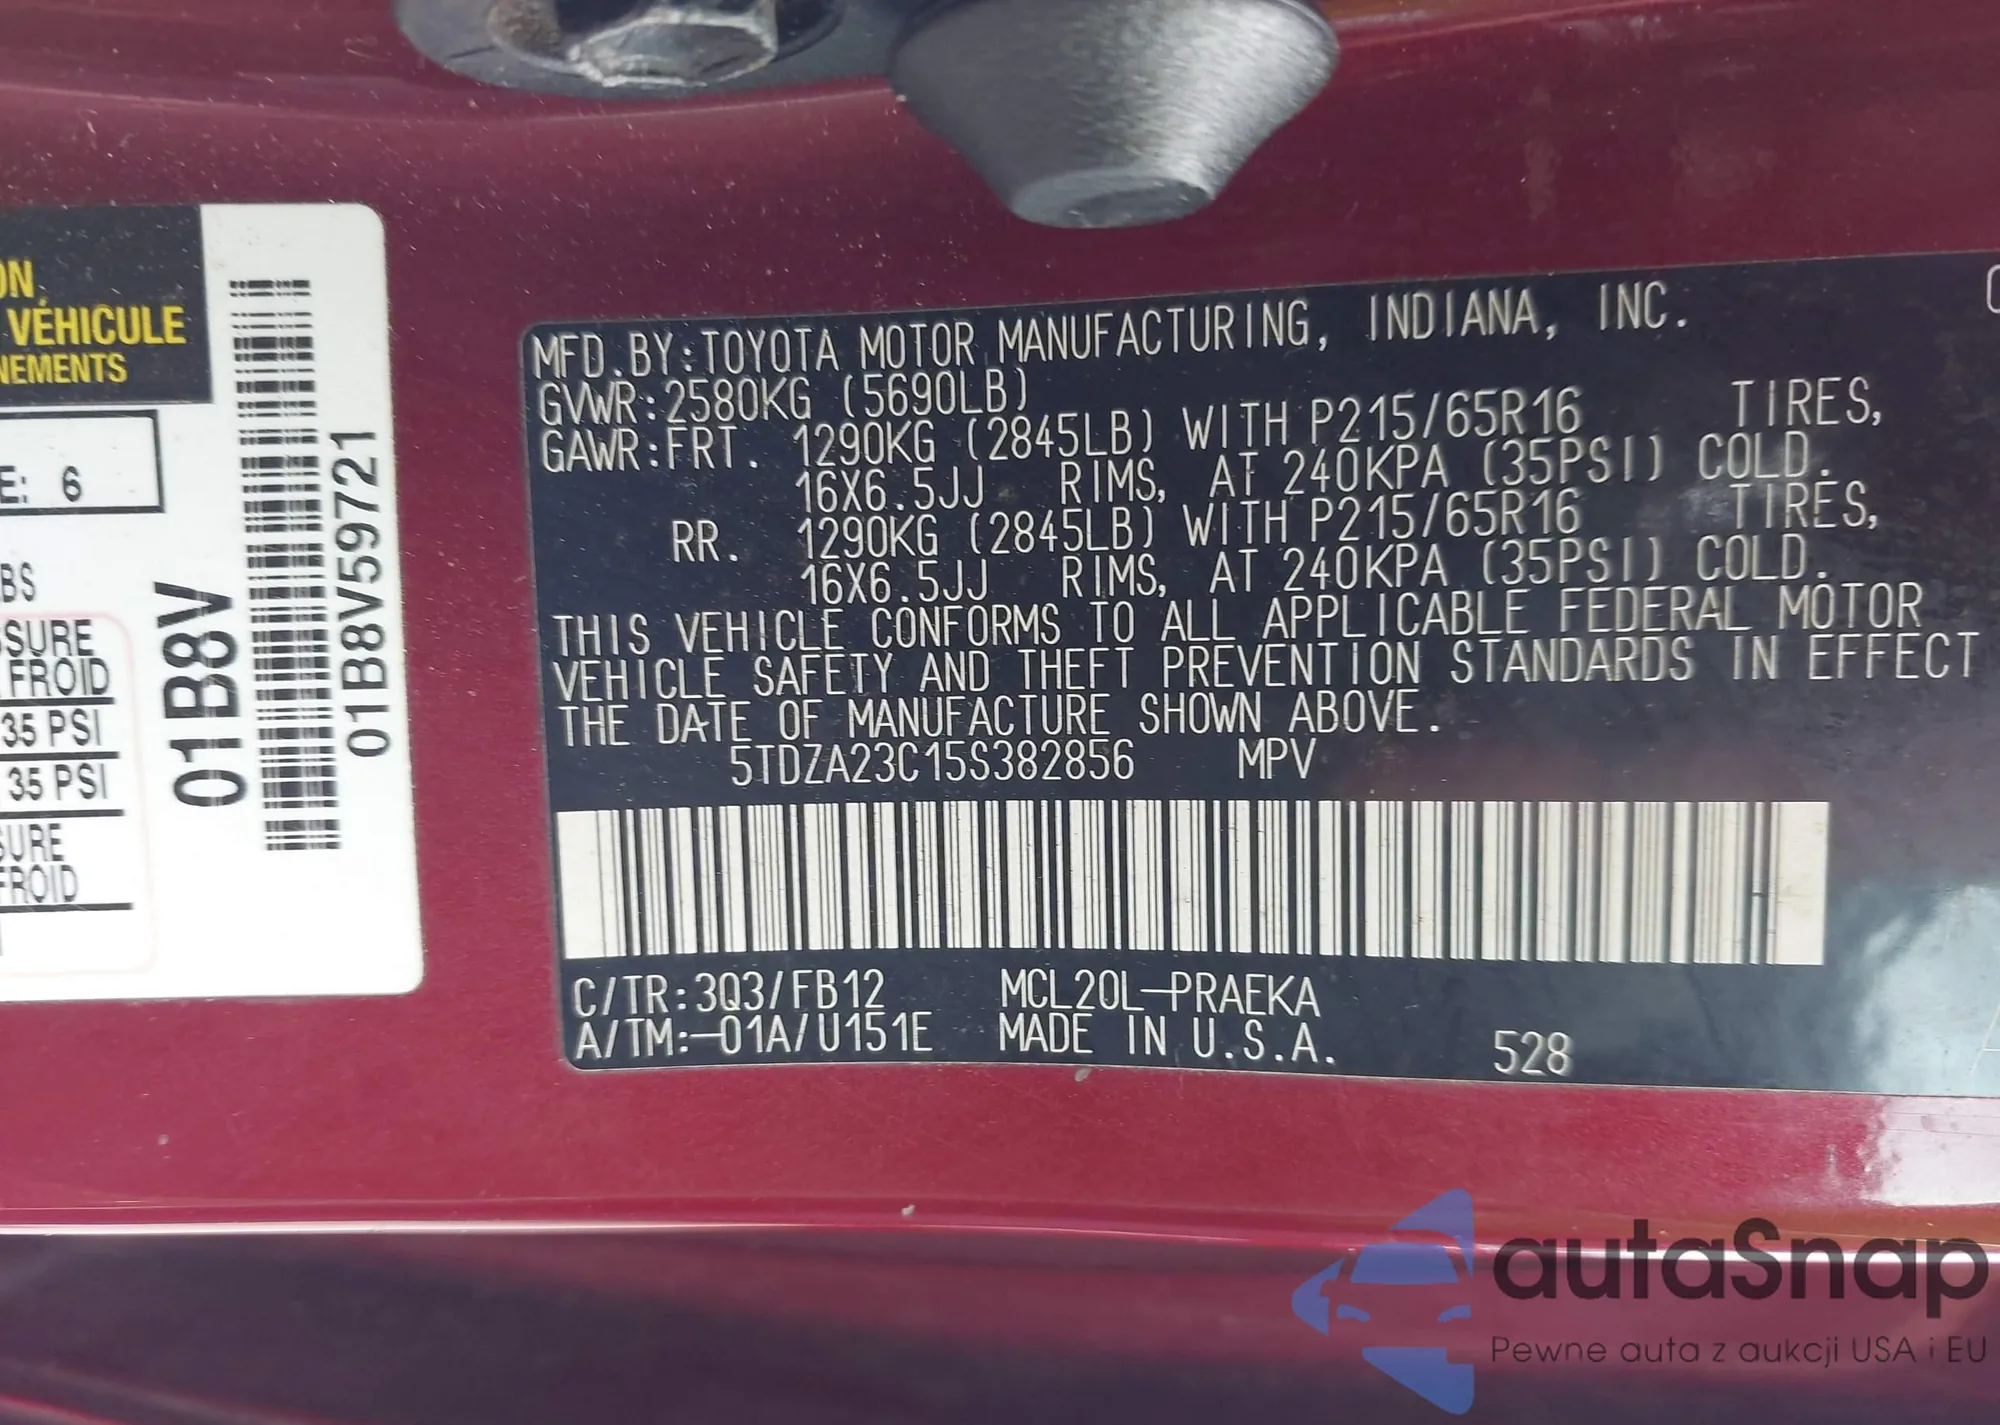 ON
VÉHICULE
NEMENTS
E: 6
BS
SSURE
FROID
35 PSI
35 PSI
SURE
FROID
01B8V
01B8V59721
MFD.BY:TOYOTA MOTOR MANUFACTURING, INDIANA, INC.
GVWR:2580KG (5690LB)
GAWR:FRT. 1290KG (2845LB) WITH P215/65R16 TIRES,
16X6.5JJ RIMS, AT 240KPA (35PSI) COLD.
RR. 1290KG (2845LB) WITH P215/65R16 TIRES,
16X6.5JJ RIMS, AT 240KPA (35PSI) COLD.
THIS VEHICLE CONFORMS TO ALL APPLICABLE FEDERAL MOTOR
VEHICLE SAFETY AND THEFT PREVENTION STANDARDS IN EFFECT
THE DATE OF MANUFACTURE SHOWN ABOVE.
5TDZA23C15S382856 MPV
C/TR:3Q3/FB12 MCL20L-PRAEKA
A/TM:-01A/U151E MADE IN U.S.A. 528
autaSnap
Pewne auta z aukcji USA i EU